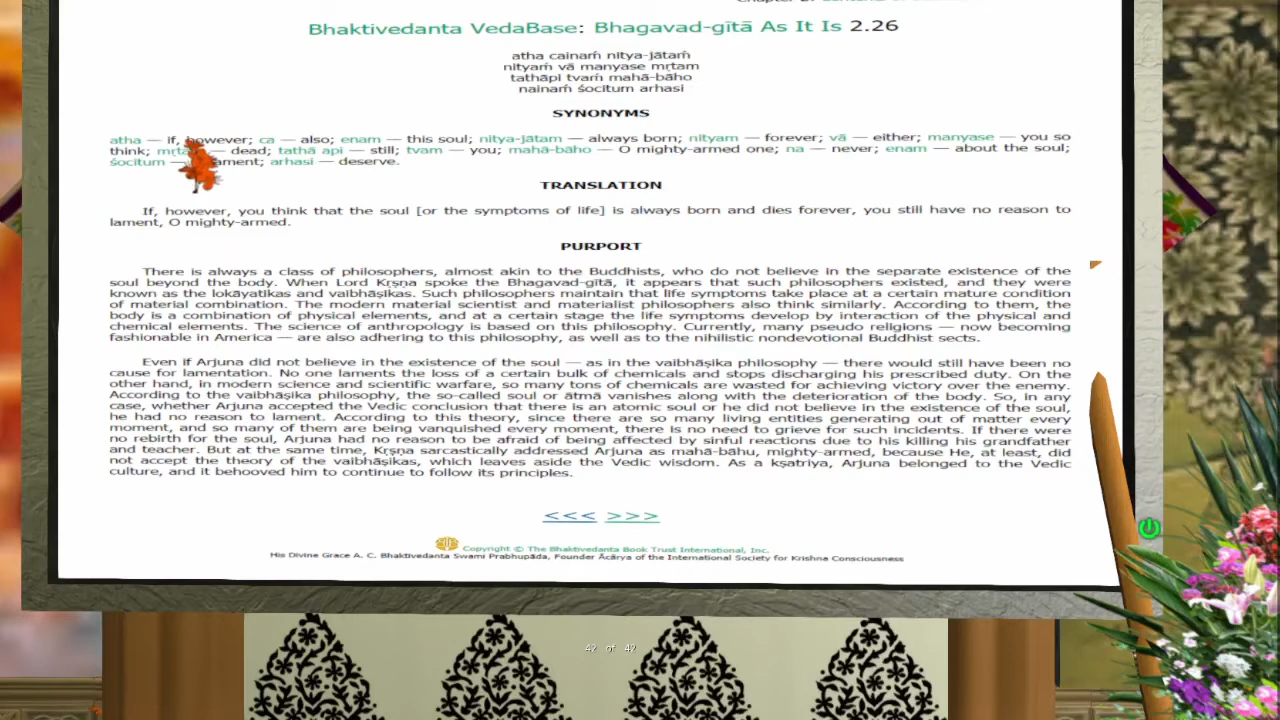 Bhaktivedanta VedaBase: Bhagavad-gītā As It Is 2.26
atha cainaṁ nitya-jātaṁ
nityaṁ vā manyase mṛtam
tathāpi tvaṁ mahā-bāho
nainaṁ śocitum arhasi
SYNONYMS
atha — if, however; ca — also; enam — this soul; nitya-jātam — always born; nityam — forever; vā — either; manyase — you so
think; — dead; tathā api — still; tvam — you; mahā-bāho — O mighty-armed one; na — never; enam — about the soul;
śocitum — lament; arhasi — deserve.
TRANSLATION
If, however, you think that the soul [or the symptoms of life] is always born and dies forever, you still have no reason to
lament, O mighty-armed.
PURPORT
There is always a class of philosophers, almost akin to the Buddhists, who do not believe in the separate existence of the
soul beyond the body. When Lord Kṛṣṇa spoke the Bhagavad-gītā, it appears that such philosophers existed, and they were
known as the lokāyatikas and vaibhāṣikas. Such philosophers maintain that life symptoms take place at a certain mature condition
of material combination. The modern material scientist and materialist philosophers also think similarly. According to them, the
body is a combination of physical elements, and at a certain stage the life symptoms develop by interaction of the physical and
chemical elements. The science of anthropology is based on this philosophy. Currently, many pseudo religions — now becoming
fashionable in America — are also adhering to this philosophy, as well as to the nihilistic nondevotional Buddhist sects.
Even if Arjuna did not believe in the existence of the soul — as in the vaibhāṣika philosophy — there would still have been no
cause for lamentation. No one laments the loss of a certain bulk of chemicals and stops discharging his prescribed duty. On the
other hand, in modern science and scientific warfare, so many tons of chemicals are wasted for achieving victory over the enemy.
According to the vaibhāṣika philosophy, the so-called soul or ātmā vanishes along with the deterioration of the body. So, in any
case, whether Arjuna accepted the Vedic conclusion that there is an atomic soul or he did not believe in the existence of the soul,
he had no reason to lament. According to this theory, since there are so many living entities generating out of matter every
moment, and so many of them are being vanquished every moment, there is no need to grieve for such incidents. If there were
no rebirth for the soul, Arjuna had no reason to be afraid of being affected by sinful reactions due to his killing his grandfather
and teacher. But at the same time, Kṛṣṇa sarcastically addressed Arjuna as mahā-bāhu, mighty-armed, because He, at least, did
not accept the theory of the vaibhāṣikas, which leaves aside the Vedic wisdom. As a kṣatriya, Arjuna belonged to the Vedic
culture, and it behooved him to continue to follow its principles.
<<< >>>
Copyright © The Bhaktivedanta Book Trust International, Inc.
His Divine Grace A. C. Bhaktivedanta Swami Prabhupāda, Founder Ācārya of the International Society for Krishna Consciousness
42 of 42